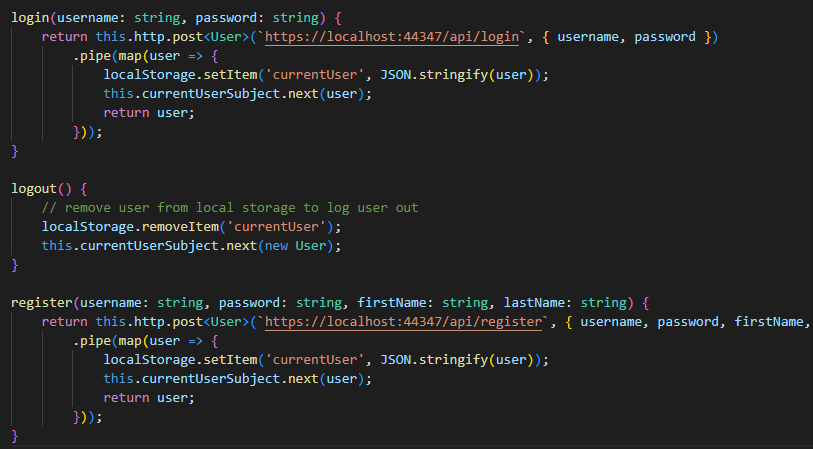 login(username: string, password: string) {
return this.http.post<User>(`https://localhost:44347/api/login`, { username, password })
.pipe(map(user => {
localStorage.setItem('currentUser', JSON.stringify(user));
this.currentUserSubject.next(user);
return user;
}));
}
logout() {
// remove user from local storage to log user out
localStorage.removeItem('currentUser');
this.currentUserSubject.next(new User);
}
register(username: string, password: string, firstName: string, lastName: string) {
return this.http.post<User>(`https://localhost:44347/api/register`, { username, password, firstName,
.pipe(map(user => {
localStorage.setItem('currentUser', JSON.stringify(user));
this.currentUserSubject.next(user);
return user;
}));
}